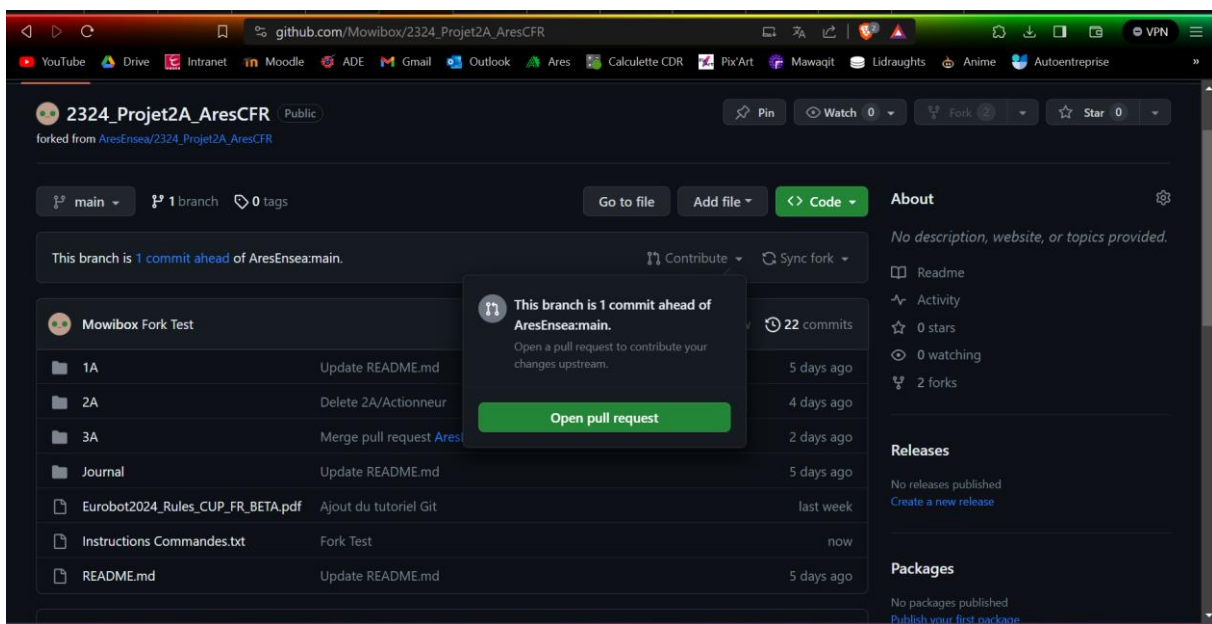 github.com/Mowibox/2324_Projet2A_AresCFR
VPN
YouTube Drive Intranet Moodle ADE Gmail Outlook Ares Calculette CDR Pix'Art Mawaqit Lidraughts Anime Autoentreprise »
2324_Projet2A_AresCFR Public
Pin Watch 0 Fork 2 Star 0
forked from AresEnsea/2324_Projet2A_AresCFR
main 1 branch 0 tags Go to file Add file <> Code
This branch is 1 commit ahead of AresEnsea:main. Contribute Sync fork
This branch is 1 commit ahead of
AresEnsea:main.
Open a pull request to contribute your
changes upstream.
Open pull request
Mowibox Fork Test 22 commits
1A Update README.md 5 days ago
2A Delete 2A/Actionneur 4 days ago
3A Merge pull request 2 days ago
Journal Update README.md 5 days ago
Eurobot2024_Rules_CUP_FR_BETA.pdf Ajout du tutoriel Git last week
Instructions Commandes.txt Fork Test now
README.md Update README.md 5 days ago
About
No description, website, or topics provided.
Readme
Activity
0 stars
0 watching
2 forks
Releases
No releases published
Create a new release
Packages
No packages published
Publish your first package